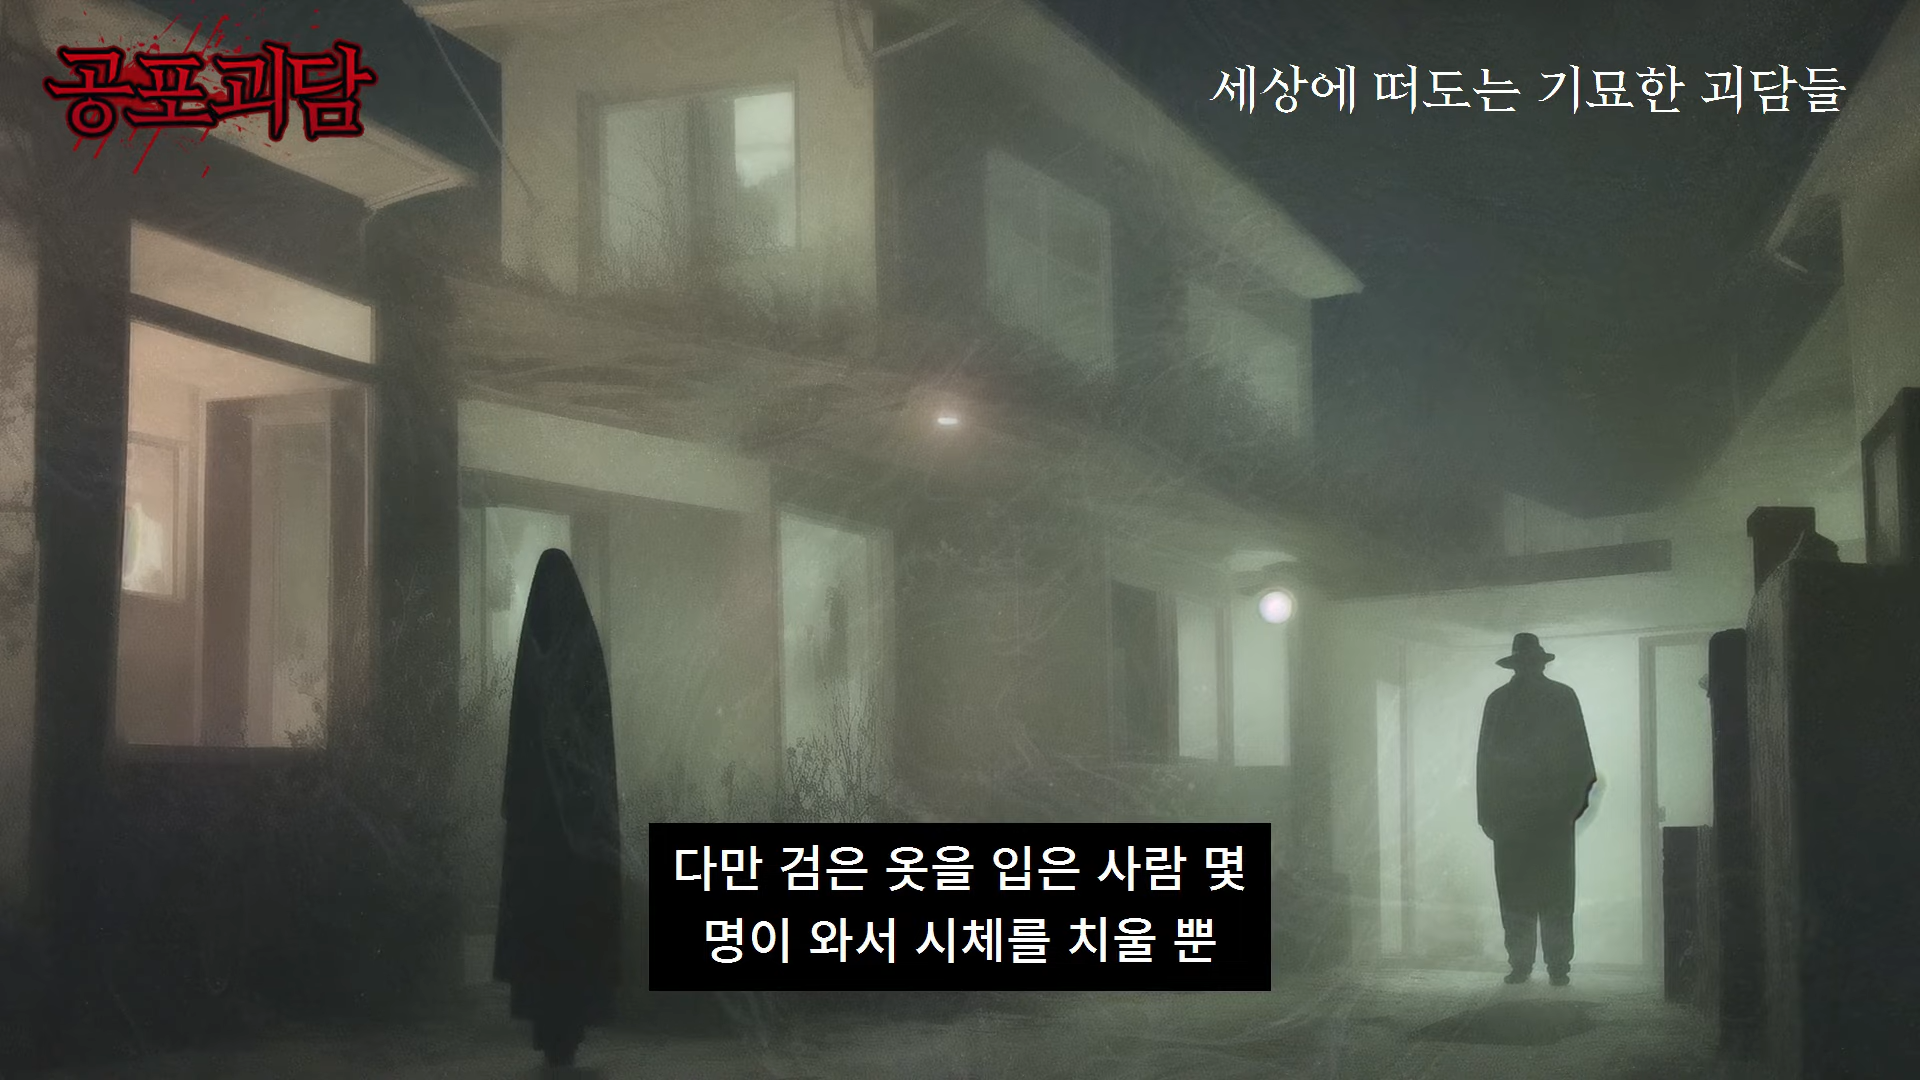 공포괴담
세상에 떠도는 기묘한 괴담들
다만 검은 옷을 입은 사람 몇
명이 와서 시체를 치울 뿐